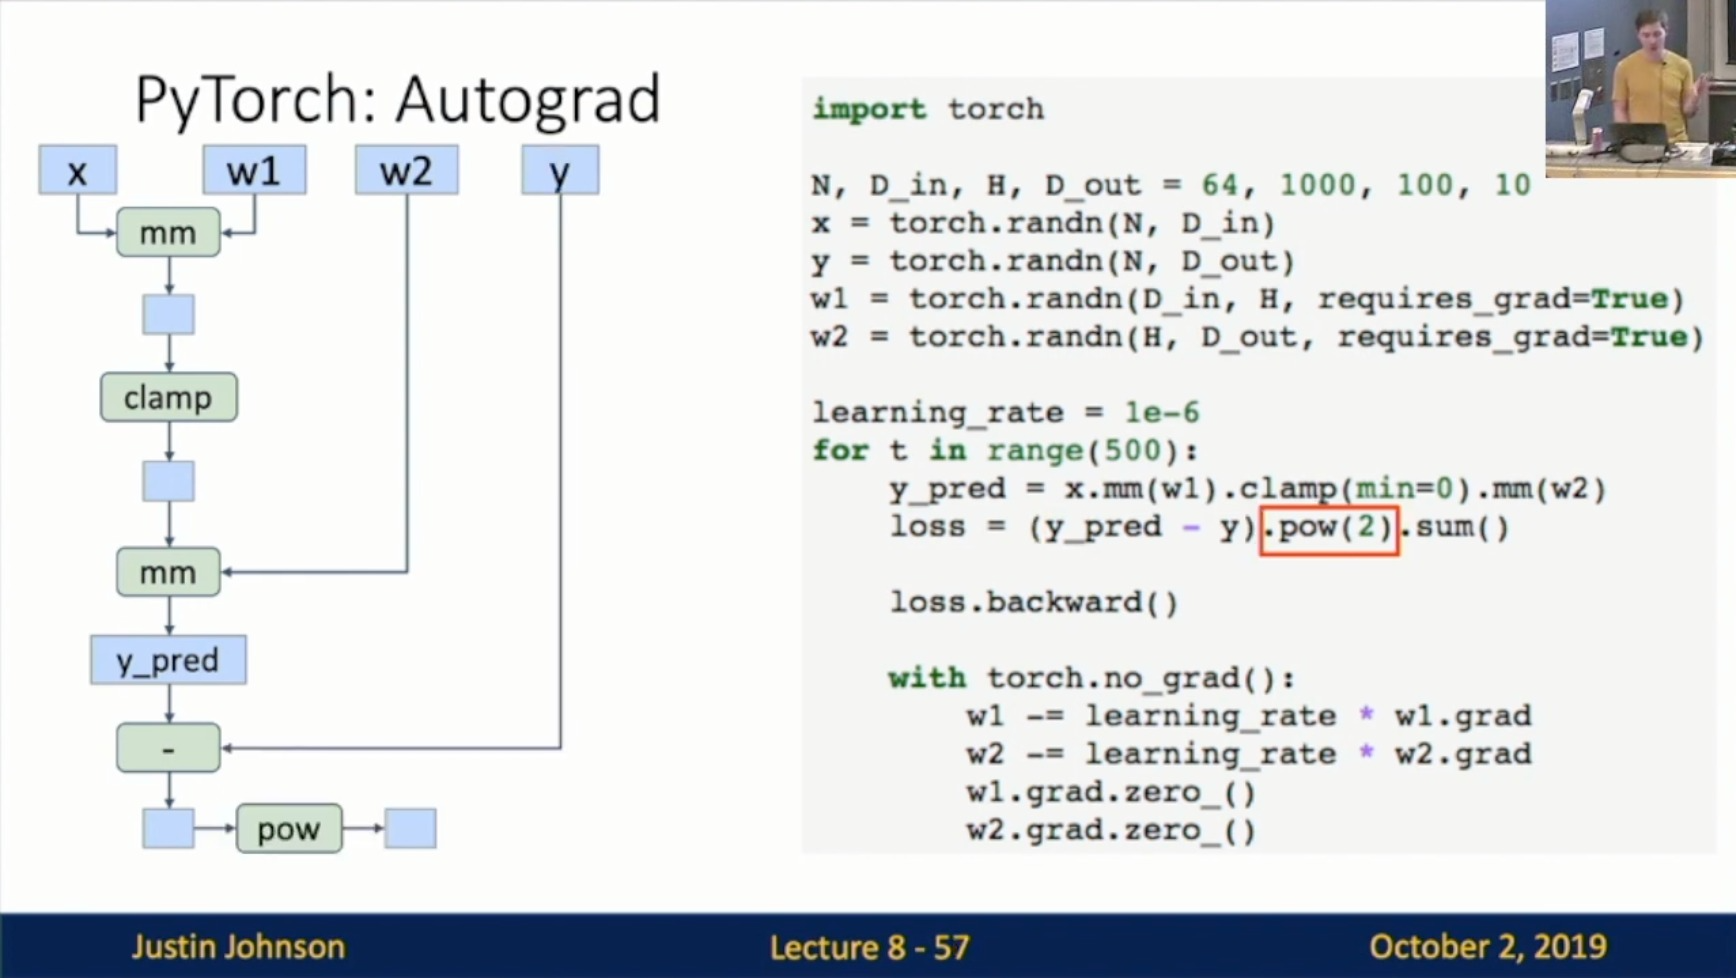 PyTorch: Autograd
x w1 w2 y
mm
clamp
mm
y_pred
-
pow
import torch
N, D_in, H, D_out = 64, 1000, 100, 10
x = torch.randn(N, D_in)
y = torch.randn(N, D_out)
w1 = torch.randn(D_in, H, requires_grad=True)
w2 = torch.randn(H, D_out, requires_grad=True)
learning_rate = 1e-6
for t in range(500):
y_pred = x.mm(w1).clamp(min=0).mm(w2)
loss = (y_pred - y).pow(2).sum()
loss.backward()
with torch.no_grad():
w1 -= learning_rate * w1.grad
w2 -= learning_rate * w2.grad
w1.grad.zero_()
w2.grad.zero_()
Justin Johnson
Lecture 8 - 57
October 2, 2019